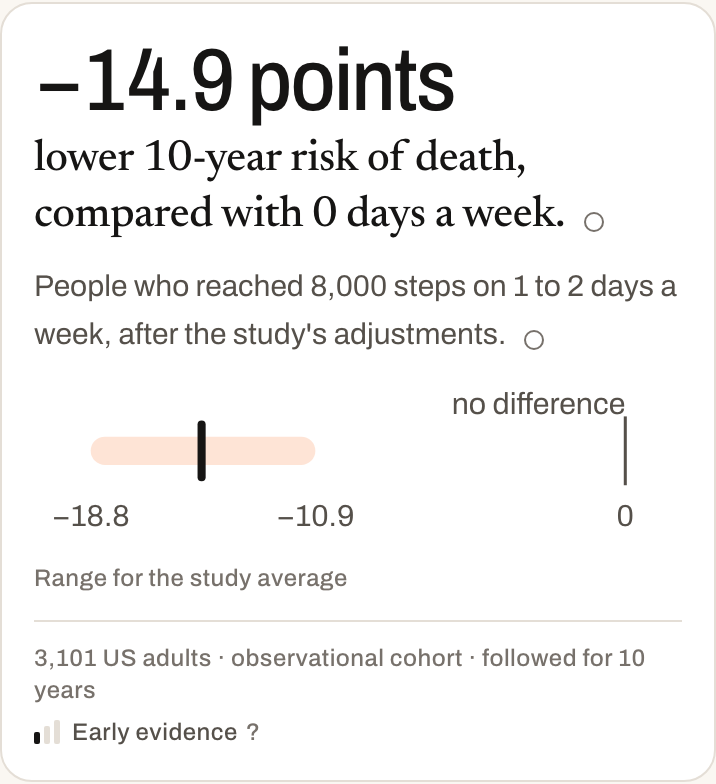 −14.9 points
lower 10-year risk of death,
compared with 0 days a week.
People who reached 8,000 steps on 1 to 2 days a
week, after the study's adjustments.
no difference
−18.8 −10.9 0
Range for the study average
3,101 US adults · observational cohort · followed for 10
years
Early evidence ?